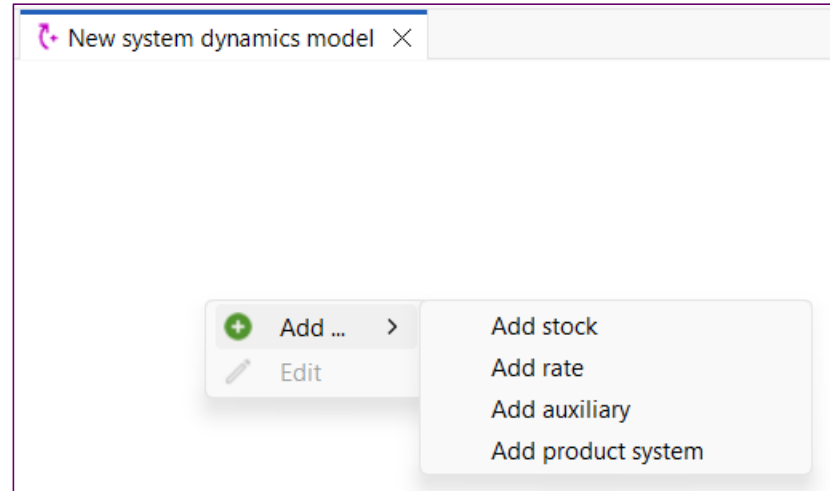 New system dynamics model
Add ...
Edit
Add stock
Add rate
Add auxiliary
Add product system